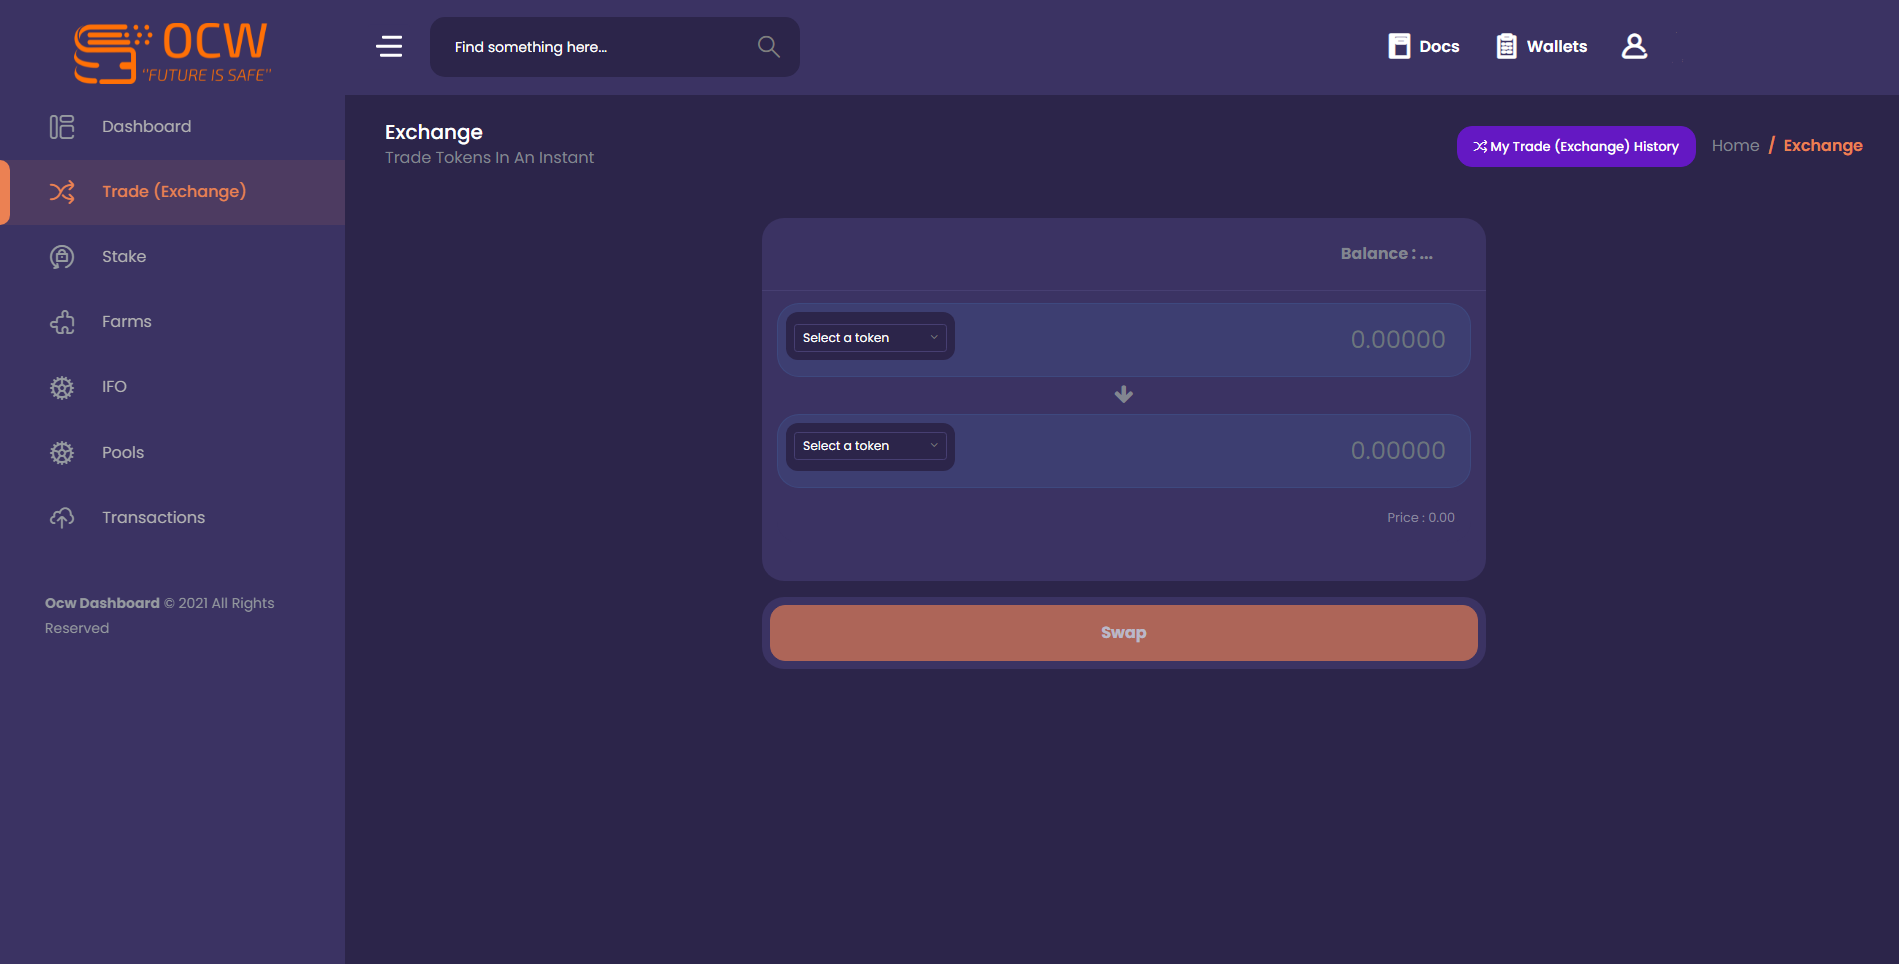 OCW
"FUTURE IS SAFE"
Find something here...
Docs
Wallets
Dashboard
Trade (Exchange)
Stake
Farms
IFO
Pools
Transactions
Ocw Dashboard © 2021 All Rights
Reserved
Exchange
Trade Tokens In An Instant
My Trade (Exchange) History
Home / Exchange
Balance : ...
Select a token
0.00000
Select a token
0.00000
Price : 0.00
Swap